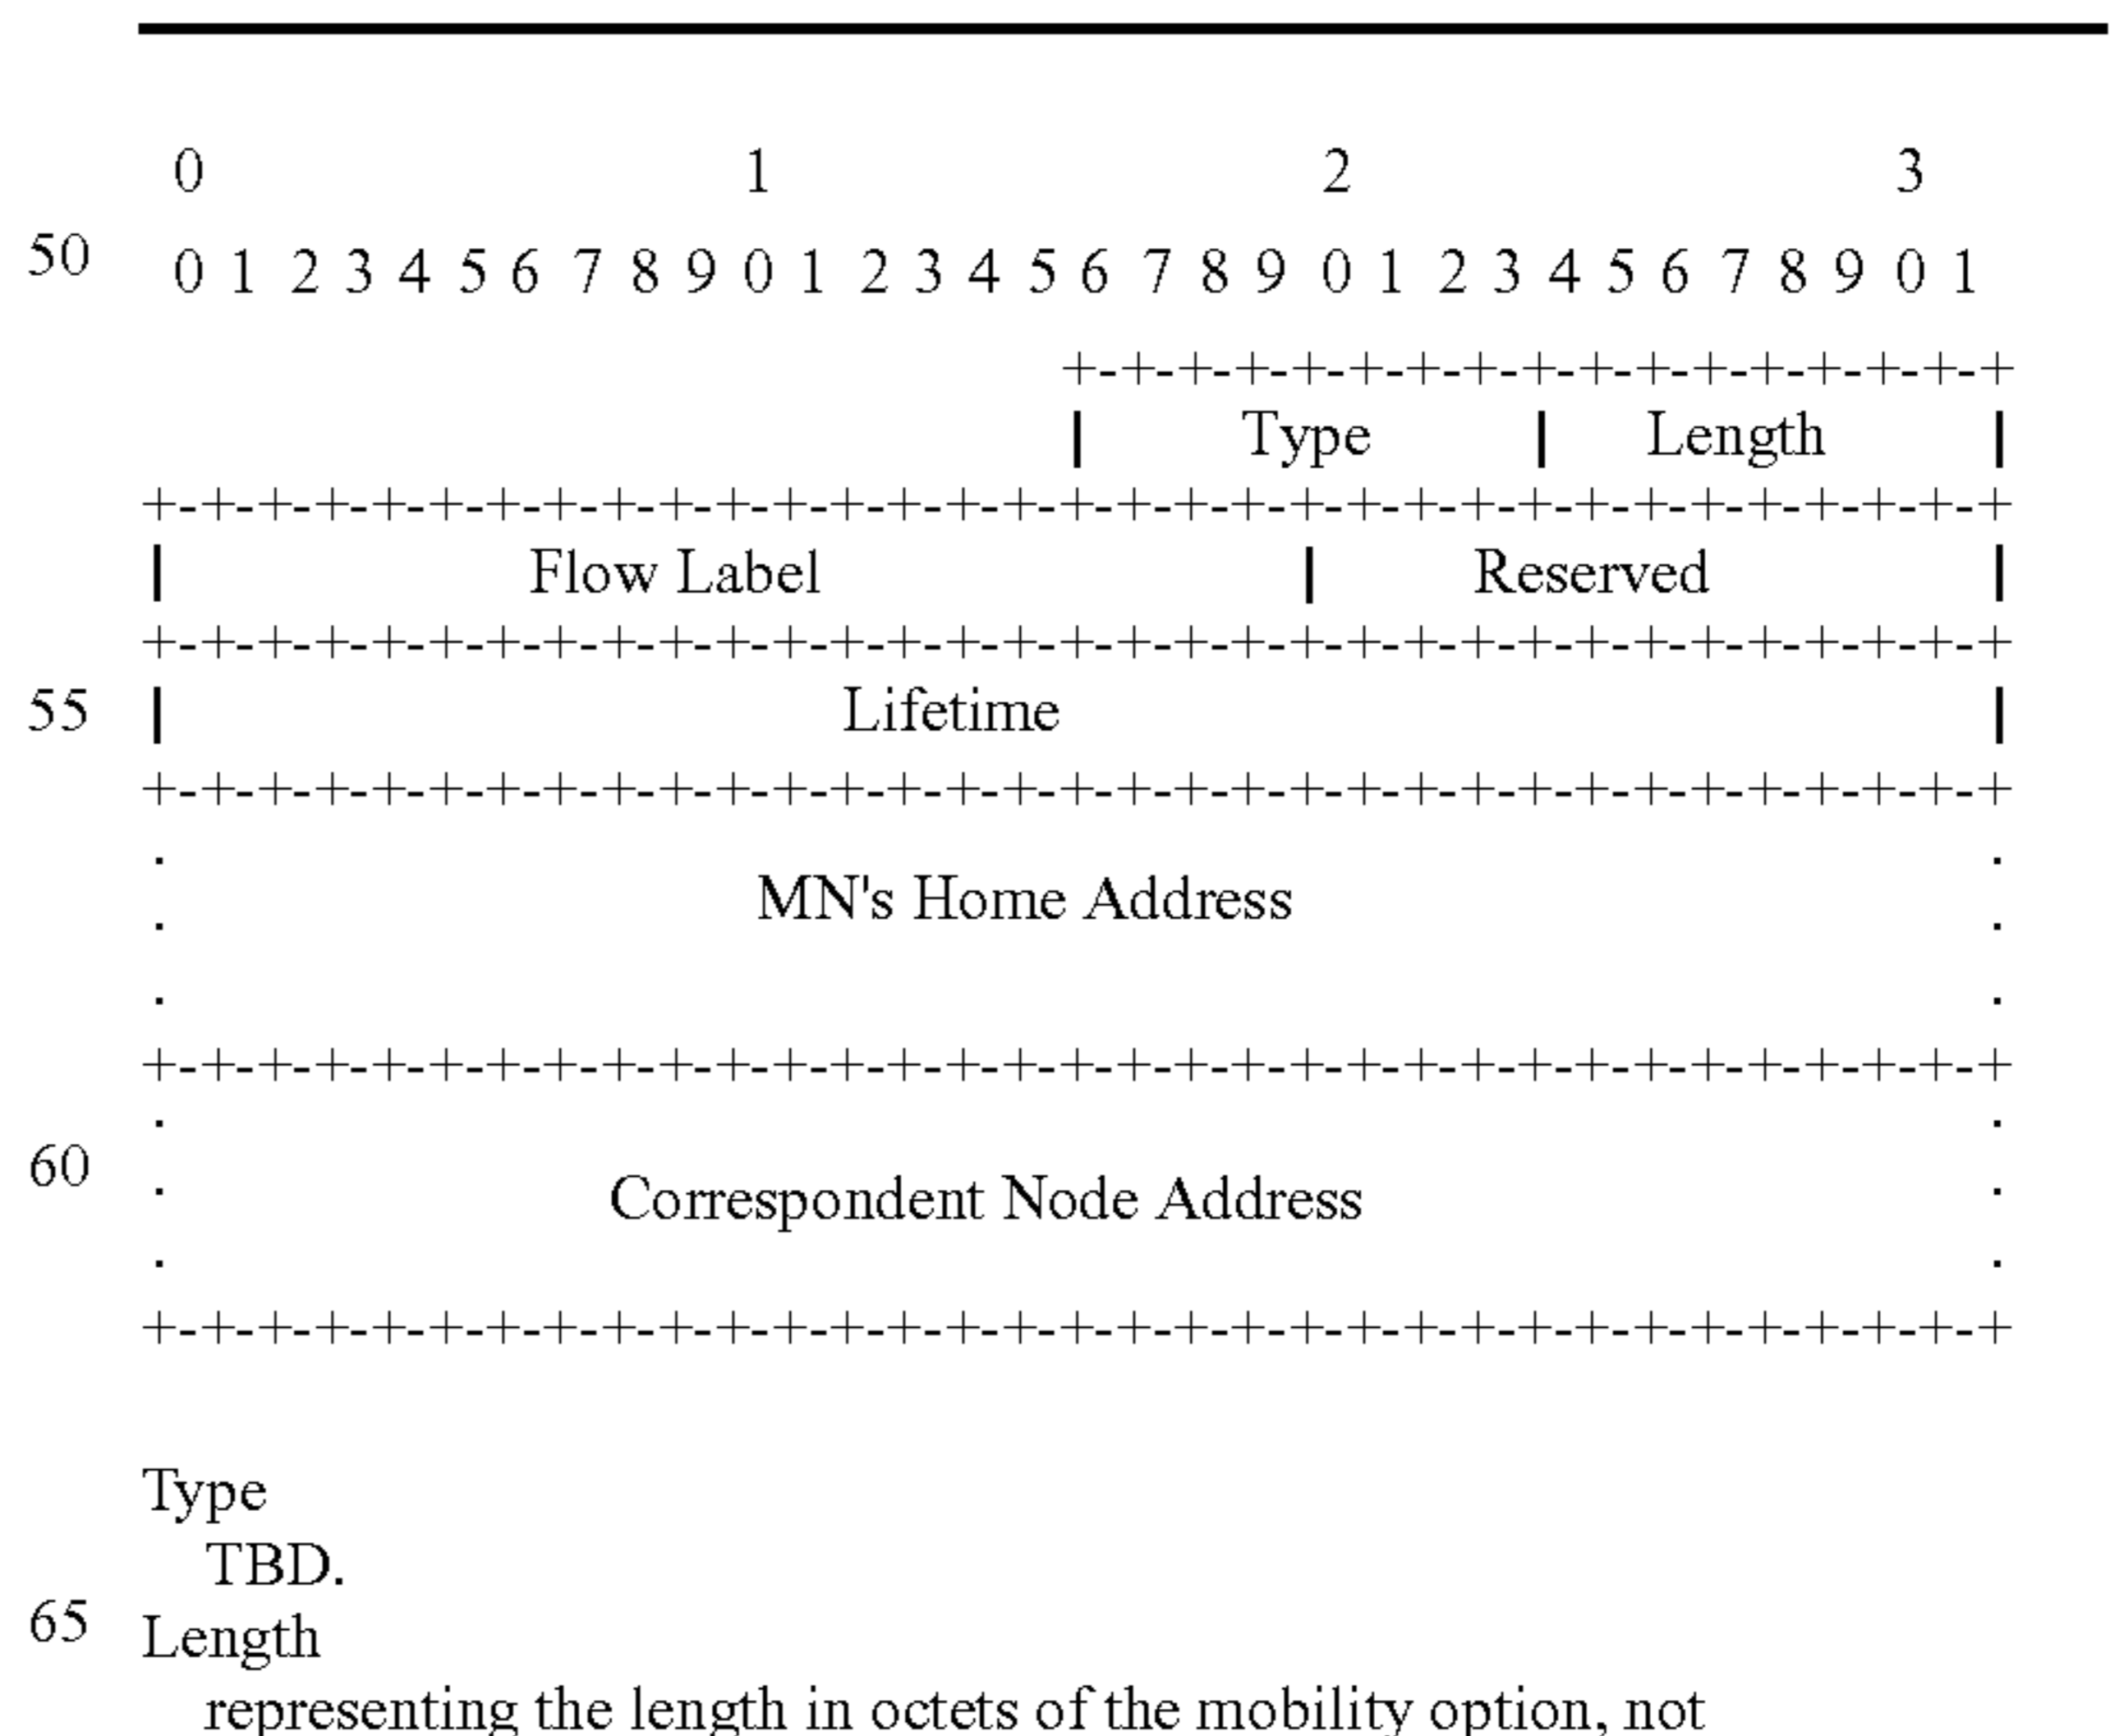 0 1 2 3
50 0 1 2 3 4 5 6 7 8 9 0 1 2 3 4 5 6 7 8 9 0 1 2 3 4 5 6 7 8 9 0 1
+-+-+-+-+-+-+-+-+-+-+-+-+-+-+-+-+
| Type | Length |
+-+-+-+-+-+-+-+-+-+-+-+-+-+-+-+-+-+-+-+-+-+-+-+-+-+-+-+-+-+-+-+-+
| Flow Label | Reserved |
+-+-+-+-+-+-+-+-+-+-+-+-+-+-+-+-+-+-+-+-+-+-+-+-+-+-+-+-+-+-+-+-+
55 | Lifetime |
+-+-+-+-+-+-+-+-+-+-+-+-+-+-+-+-+-+-+-+-+-+-+-+-+-+-+-+-+-+-+-+-+
. .
MN's Home Address
. .
. .
+-+-+-+-+-+-+-+-+-+-+-+-+-+-+-+-+-+-+-+-+-+-+-+-+-+-+-+-+-+-+-+-+
. .
60 . Correspondent Node Address .
. .
+-+-+-+-+-+-+-+-+-+-+-+-+-+-+-+-+-+-+-+-+-+-+-+-+-+-+-+-+-+-+-+-+
Type
TBD.
65 Length
representing the length in octets of the mobility option, not